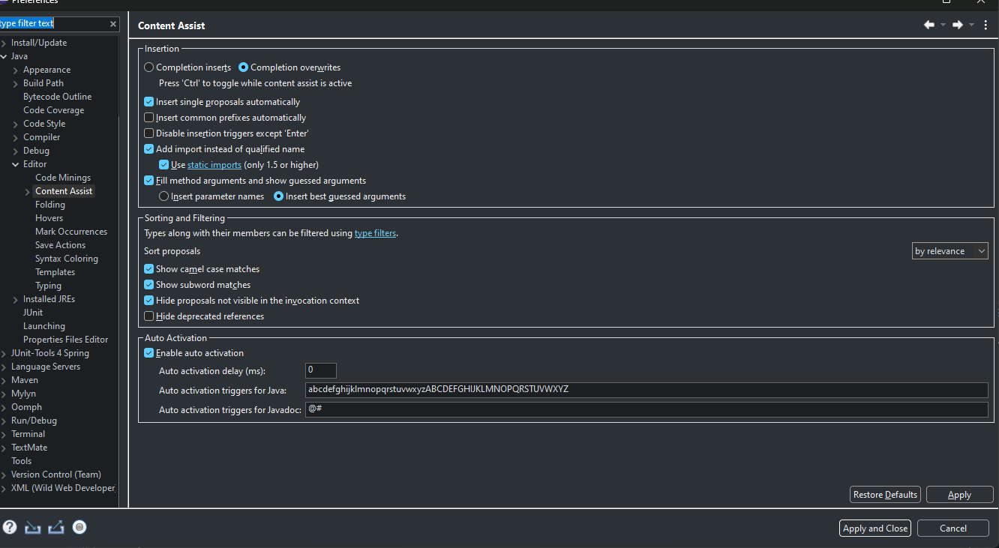 Preferences
type filter text
Install/Update
Java
Appearance
Build Path
Bytecode Outline
Code Coverage
Code Style
Compiler
Debug
Editor
Code Minings
Content Assist
Folding
Hovers
Mark Occurrences
Save Actions
Syntax Coloring
Templates
Typing
Installed JREs
JUnit
Launching
Properties Files Editor
JUnit-Tools 4 Spring
Language Servers
Maven
Mylyn
Oomph
Run/Debug
Terminal
TextMate
Tools
Version Control (Team)
XML (Wild Web Developer)
Content Assist
Insertion
Completion inserts Completion overwrites
Press 'Ctrl' to toggle while content assist is active
Insert single proposals automatically
Insert common prefixes automatically
Disable insertion triggers except 'Enter'
Add import instead of qualified name
Use static imports (only 1.5 or higher)
Fill method arguments and show guessed arguments
Insert parameter names Insert best guessed arguments
Sorting and Filtering
Types along with their members can be filtered using type filters.
Sort proposals by relevance
Show camel case matches
Show subword matches
Hide proposals not visible in the invocation context
Hide deprecated references
Auto Activation
Enable auto activation
Auto activation delay (ms): 0
Auto activation triggers for Java: abcdefghijklmnopqrstuvwxyzABCDEFGHIJKLMNOPQRSTUVWXYZ
Auto activation triggers for Javadoc: @#
Restore Defaults Apply
Apply and Close Cancel